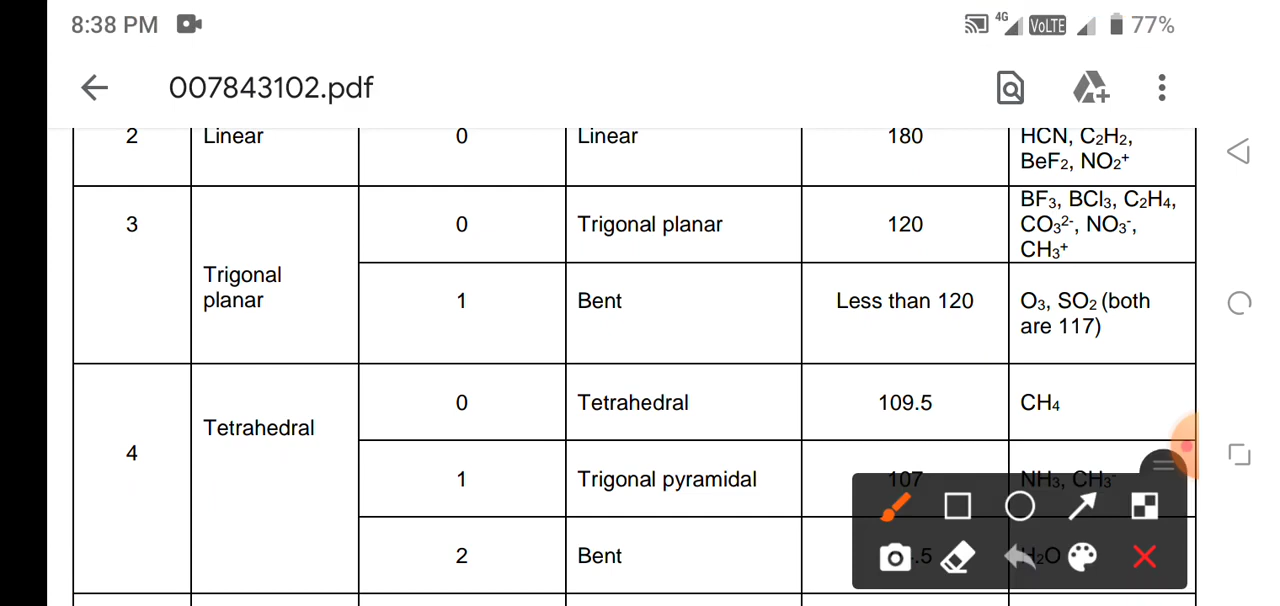 8:38 PM 4G VoLTE 77%
007843102.pdf
2 Linear 0 Linear 180 HCN, C₂H₂,
BeF₂, NO₂⁺
3 0 Trigonal planar 120 BF₃, BCl₃, C₂H₄,
CO₃²⁻, NO₃⁻,
CH₃⁺
Trigonal
planar
1 Bent Less than 120 O₃, SO₂ (both
are 117)
4 Tetrahedral 0 Tetrahedral 109.5 CH₄
1 Trigonal pyramidal 107 NH₃, CH₃⁻
2 Bent .5 H₂O